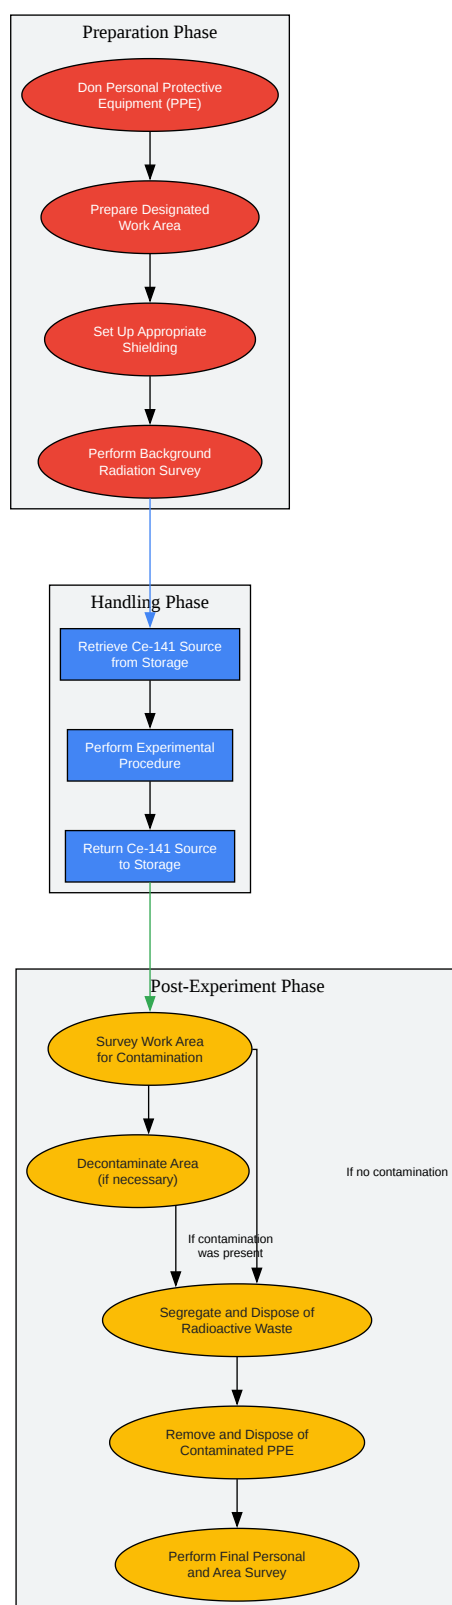 Preparation Phase
Don Personal Protective
Equipment (PPE)
Prepare Designated
Work Area
Set Up Appropriate
Shielding
Perform Background
Radiation Survey
Handling Phase
Retrieve Ce-141 Source
from Storage
Perform Experimental
Procedure
Return Ce-141 Source
to Storage
Post-Experiment Phase
Survey Work Area
for Contamination
Decontaminate Area
(if necessary)
If no contamination
If contamination
was present
Segregate and Dispose of
Radioactive Waste
Remove and Dispose of
Contaminated PPE
Perform Final Personal
and Area Survey